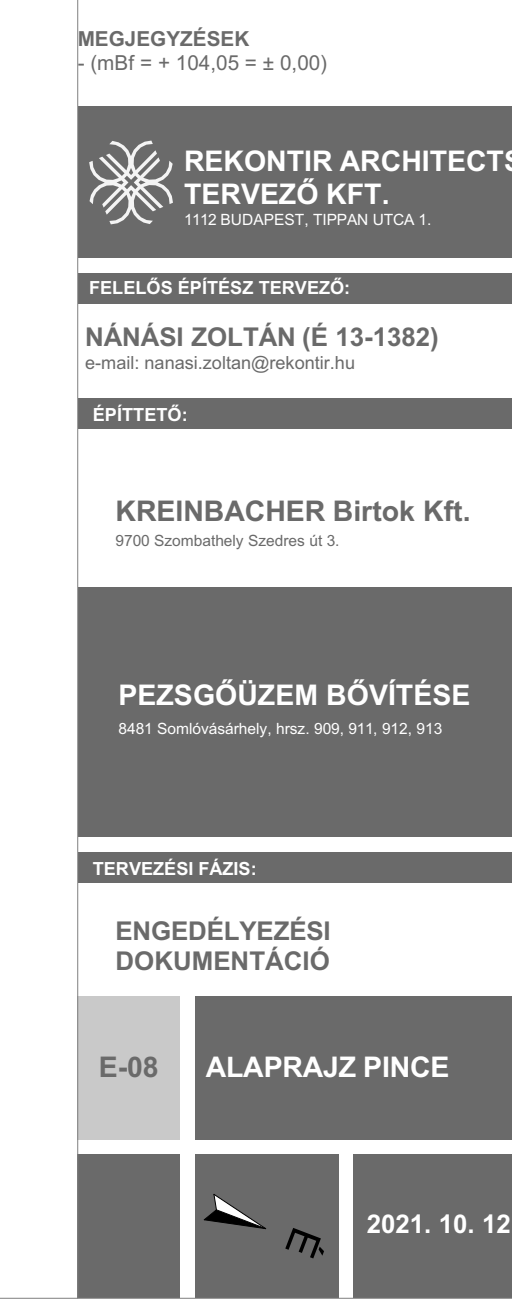 MEGJEGYZÉSEK
- (mBf = + 104,05 = ± 0,00)
REKONTIR ARCHITECTS
TERVEZŐ KFT.
1112 BUDAPEST, TIPPAN UTCA 1.
FELELŐS ÉPÍTÉSZ TERVEZŐ:
NÁNÁSI ZOLTÁN (É 13-1382)
e-mail: nanasi.zoltan@rekontir.hu
ÉPÍTTETŐ:
KREINBACHER Birtok Kft.
9700 Szombathely Szedres út 3.
PEZSGŐÜZEM BŐVÍTÉSE
8481 Somlóvásárhely, hrsz. 909, 911, 912, 913
TERVEZÉSI FÁZIS:
ENGEDÉLYEZÉSI
DOKUMENTÁCIÓ
E-08
ALAPRAJZ PINCE
É
2021. 10. 12